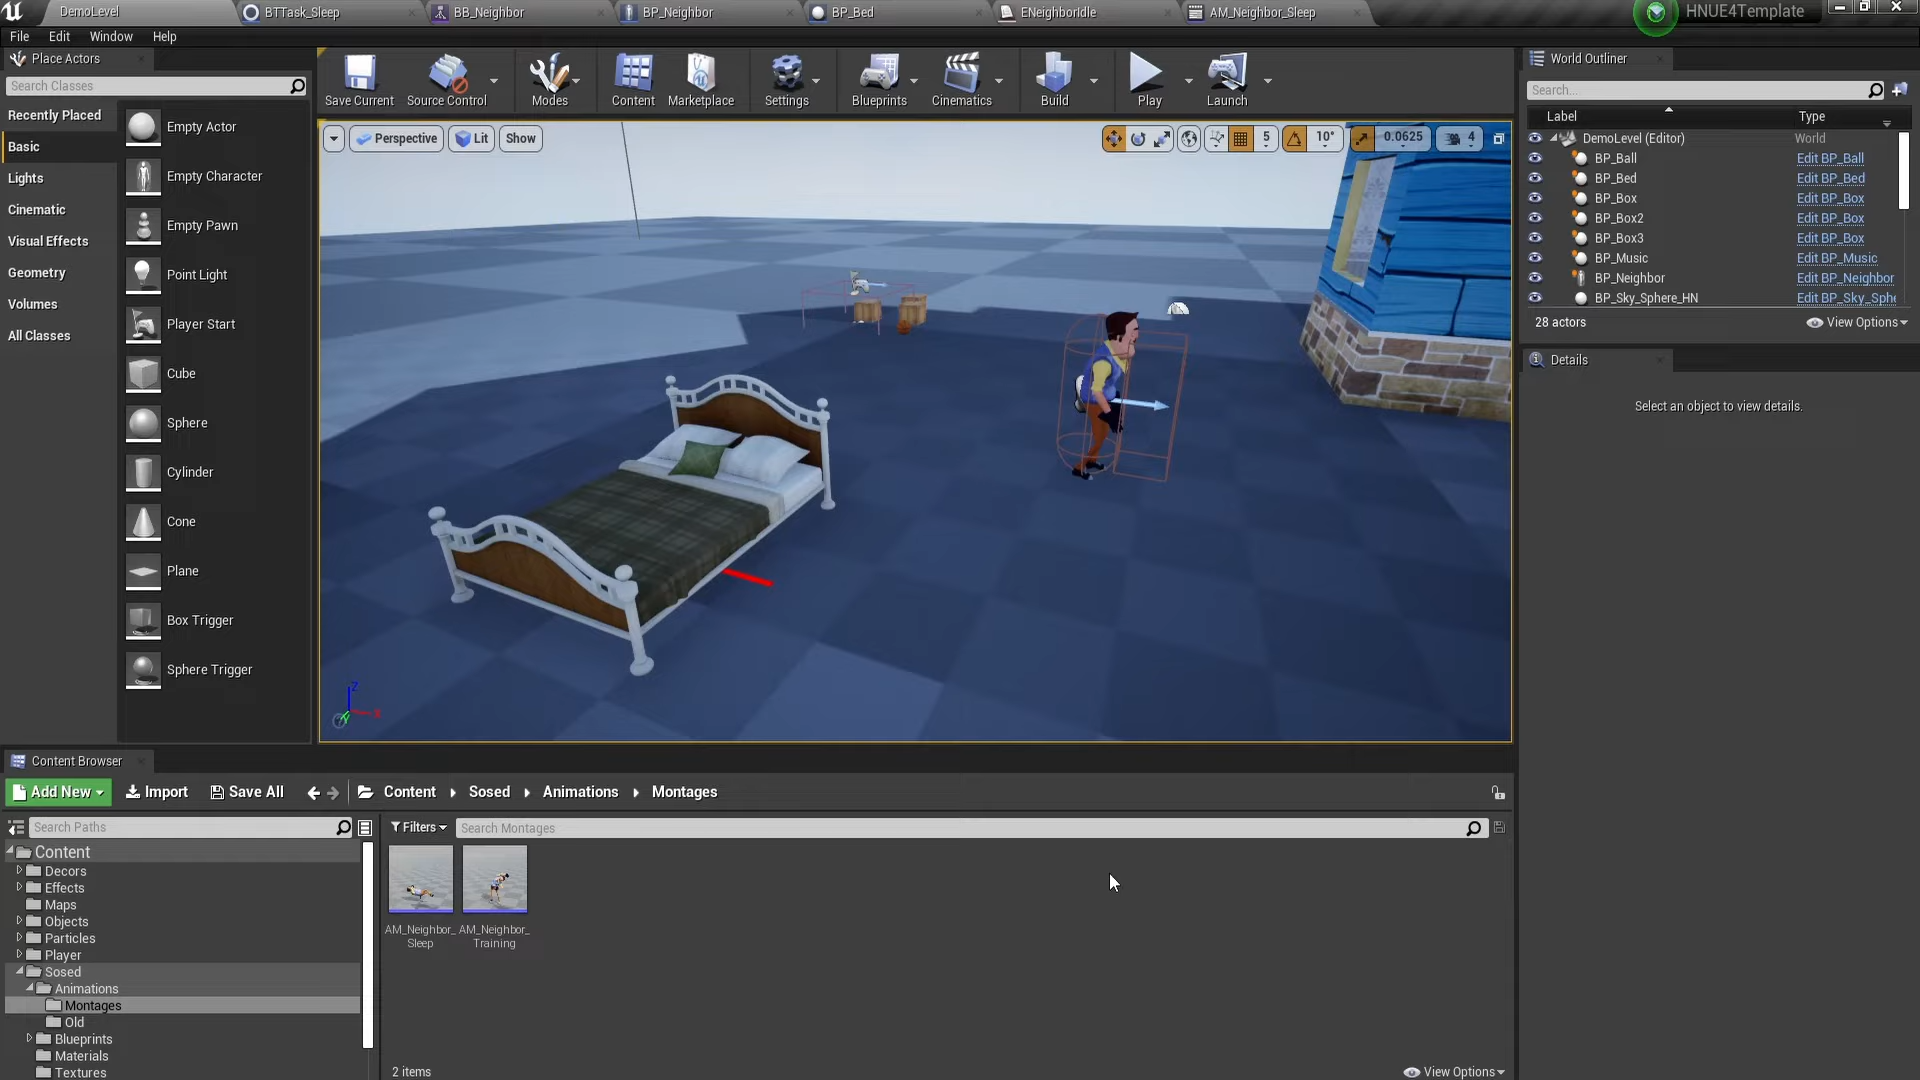 DemoLevel
BTTask_Sleep
BB_Neighbor
BP_Neighbor
BP_Bed
ENeighborIdle
AM_Neighbor_Sleep
HNUE4Template
File Edit Window Help
Place Actors
Search Classes
Recently Placed
Basic
Lights
Cinematic
Visual Effects
Geometry
Volumes
All Classes
Empty Actor
Empty Character
Empty Pawn
Point Light
Player Start
Cube
Sphere
Cylinder
Cone
Plane
Box Trigger
Sphere Trigger
Save Current
Source Control
Modes
Content
Marketplace
Settings
Blueprints
Cinematics
Build
Play
Launch
Perspective
Lit
Show
5
10°
0.0625
4
Z
X
Y
World Outliner
Search...
Label Type
DemoLevel (Editor) World
BP_Ball Edit BP_Ball
BP_Bed Edit BP_Bed
BP_Box Edit BP_Box
BP_Box2 Edit BP_Box
BP_Box3 Edit BP_Box
BP_Music Edit BP_Music
BP_Neighbor Edit BP_Neighbor
BP_Sky_Sphere_HN Edit BP_Sky_Sphe
28 actors View Options
Details
Select an object to view details.
Content Browser
Add New Import Save All Content Sosed Animations Montages
Search Paths
Filters Search Montages
Content
Decors
Effects
Maps
Objects
Particles
Player
Sosed
Animations
Montages
Old
Blueprints
Materials
Textures
AM_Neighbor_
Sleep
AM_Neighbor_
Training
2 items View Options